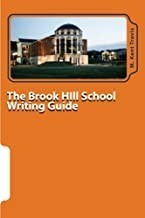 The Brook Hill School
Writing Guide
M. Kent Travis